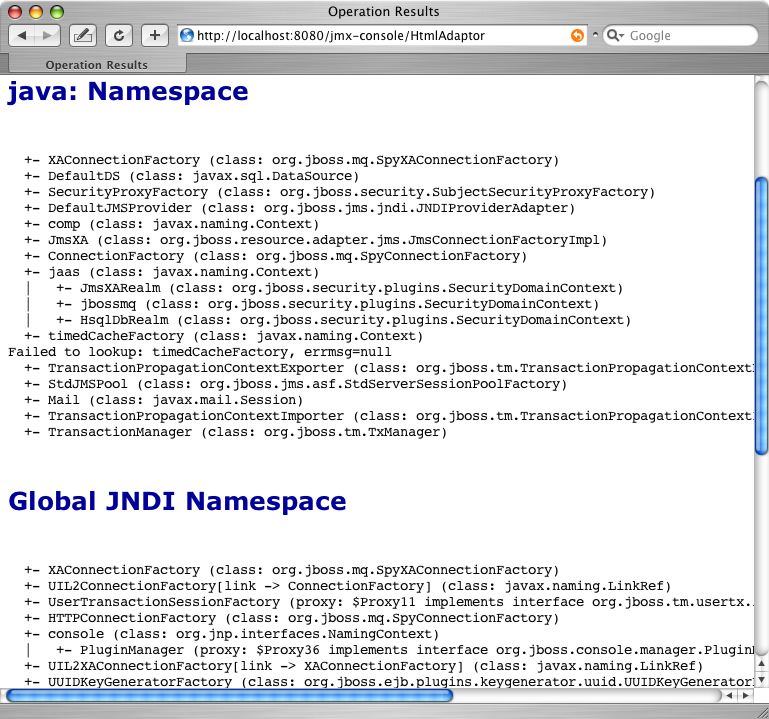 Operation Results
http://localhost:8080/jmx-console/HtmlAdaptor
Google
Operation Results
java: Namespace
+- XAConnectionFactory (class: org.jboss.mq.SpyXAConnectionFactory)
+- DefaultDS (class: javax.sql.DataSource)
+- SecurityProxyFactory (class: org.jboss.security.SubjectSecurityProxyFactory)
+- DefaultJMSProvider (class: org.jboss.jms.jndi.JNDIProviderAdapter)
+- comp (class: javax.naming.Context)
+- JmsXA (class: org.jboss.resource.adapter.jms.JmsConnectionFactoryImpl)
+- ConnectionFactory (class: org.jboss.mq.SpyConnectionFactory)
+- jaas (class: javax.naming.Context)
|   +- JmsXARealm (class: org.jboss.security.plugins.SecurityDomainContext)
|   +- jbossmq (class: org.jboss.security.plugins.SecurityDomainContext)
|   +- HsqlDbRealm (class: org.jboss.security.plugins.SecurityDomainContext)
+- timedCacheFactory (class: javax.naming.Context)
Failed to lookup: timedCacheFactory, errmsg=null
+- TransactionPropagationContextExporter (class: org.jboss.tm.TransactionPropagationContext
+- StdJMSPool (class: org.jboss.jms.asf.StdServerSessionPoolFactory)
+- Mail (class: javax.mail.Session)
+- TransactionPropagationContextImporter (class: org.jboss.tm.TransactionPropagationContext
+- TransactionManager (class: org.jboss.tm.TxManager)
Global JNDI Namespace
+- XAConnectionFactory (class: org.jboss.mq.SpyXAConnectionFactory)
+- UIL2ConnectionFactory[link -> ConnectionFactory] (class: javax.naming.LinkRef)
+- UserTransactionSessionFactory (proxy: $Proxy11 implements interface org.jboss.tm.usertx.
+- HTTPConnectionFactory (class: org.jboss.mq.SpyConnectionFactory)
+- console (class: org.jnp.interfaces.NamingContext)
|   +- PluginManager (proxy: $Proxy36 implements interface org.jboss.console.manager.Plugin
+- UIL2XAConnectionFactory[link -> XAConnectionFactory] (class: javax.naming.LinkRef)
+- UUIDKeyGeneratorFactory (class: org.jboss.ejb.plugins.keygenerator.uuid.UUIDKeyGenerator